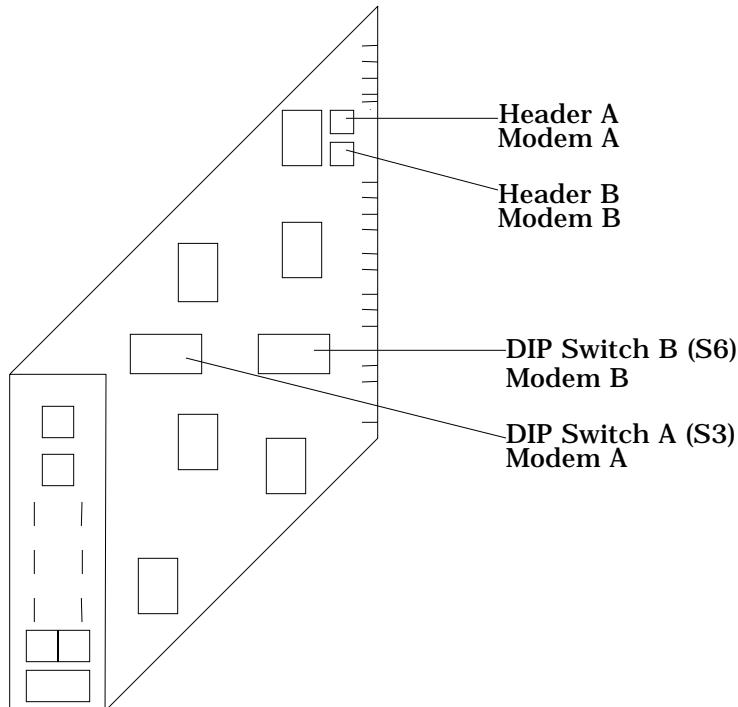 Header A
Modem A
Header B
Modem B
DIP Switch B (S6)
Modem B
DIP Switch A (S3)
Modem A